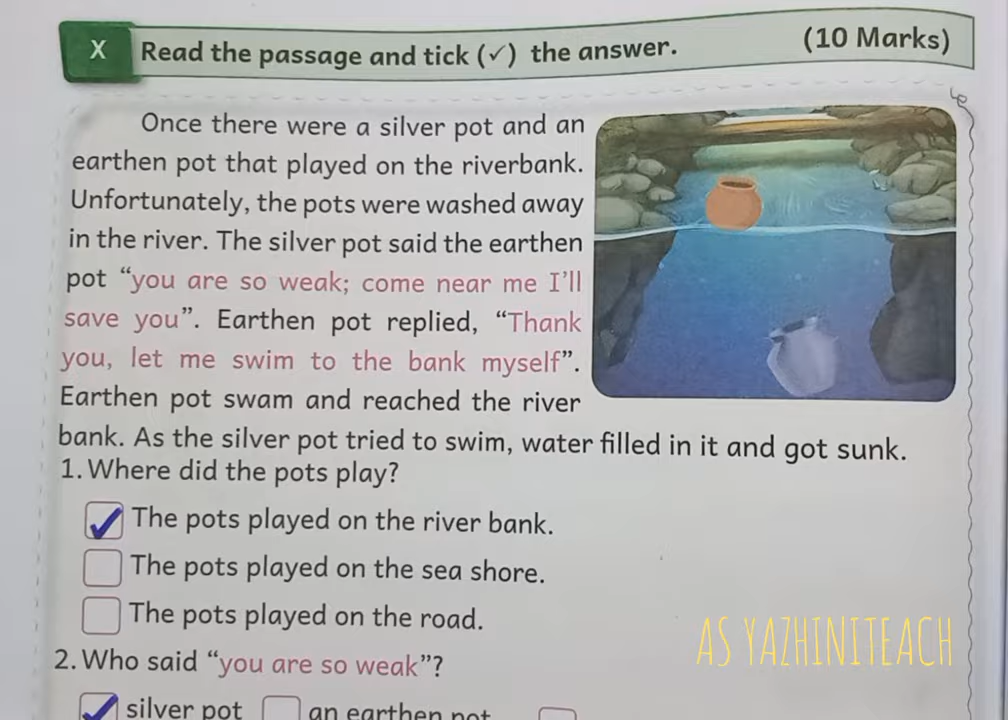 X Read the passage and tick (✓) the answer. (10 Marks)
Once there were a silver pot and an
earthen pot that played on the riverbank.
Unfortunately, the pots were washed away
in the river. The silver pot said the earthen
pot “you are so weak; come near me I’ll
save you”. Earthen pot replied, “Thank
you, let me swim to the bank myself”.
Earthen pot swam and reached the river
bank. As the silver pot tried to swim, water filled in it and got sunk.
1. Where did the pots play?
✓ The pots played on the river bank.
The pots played on the sea shore.
The pots played on the road.
AS YAZHINITEACH
2. Who said “you are so weak”?
✓ silver pot an earthen pot